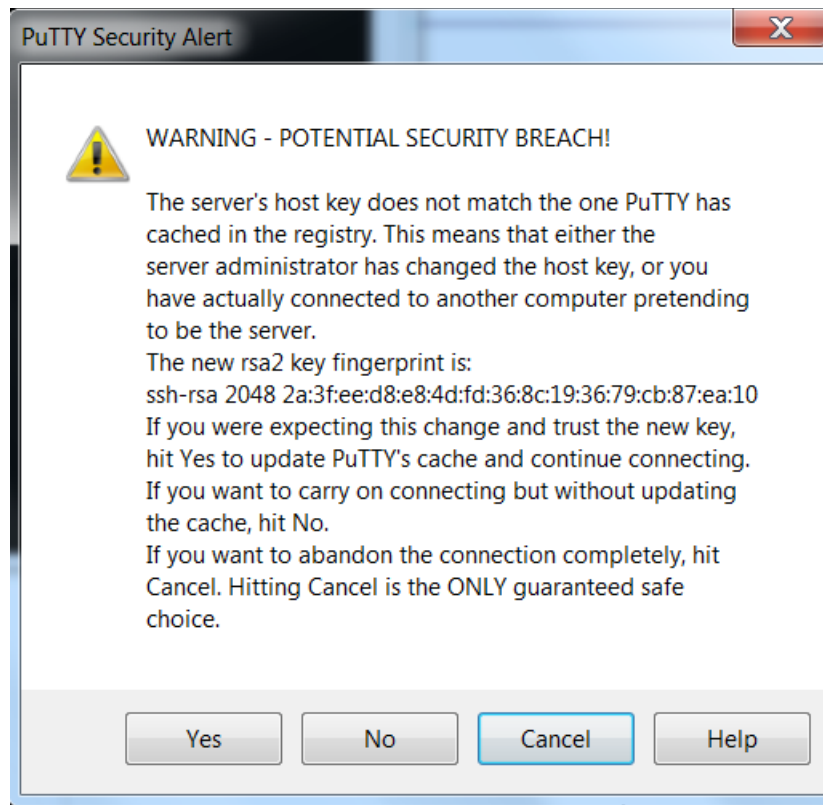 PuTTY Security Alert
WARNING - POTENTIAL SECURITY BREACH!
The server's host key does not match the one PuTTY has
cached in the registry. This means that either the
server administrator has changed the host key, or you
have actually connected to another computer pretending
to be the server.
The new rsa2 key fingerprint is:
ssh-rsa 2048 2a:3f:ee:d8:e8:4d:fd:36:8c:19:36:79:cb:87:ea:10
If you were expecting this change and trust the new key,
hit Yes to update PuTTY's cache and continue connecting.
If you want to carry on connecting but without updating
the cache, hit No.
If you want to abandon the connection completely, hit
Cancel. Hitting Cancel is the ONLY guaranteed safe
choice.
Yes No Cancel Help